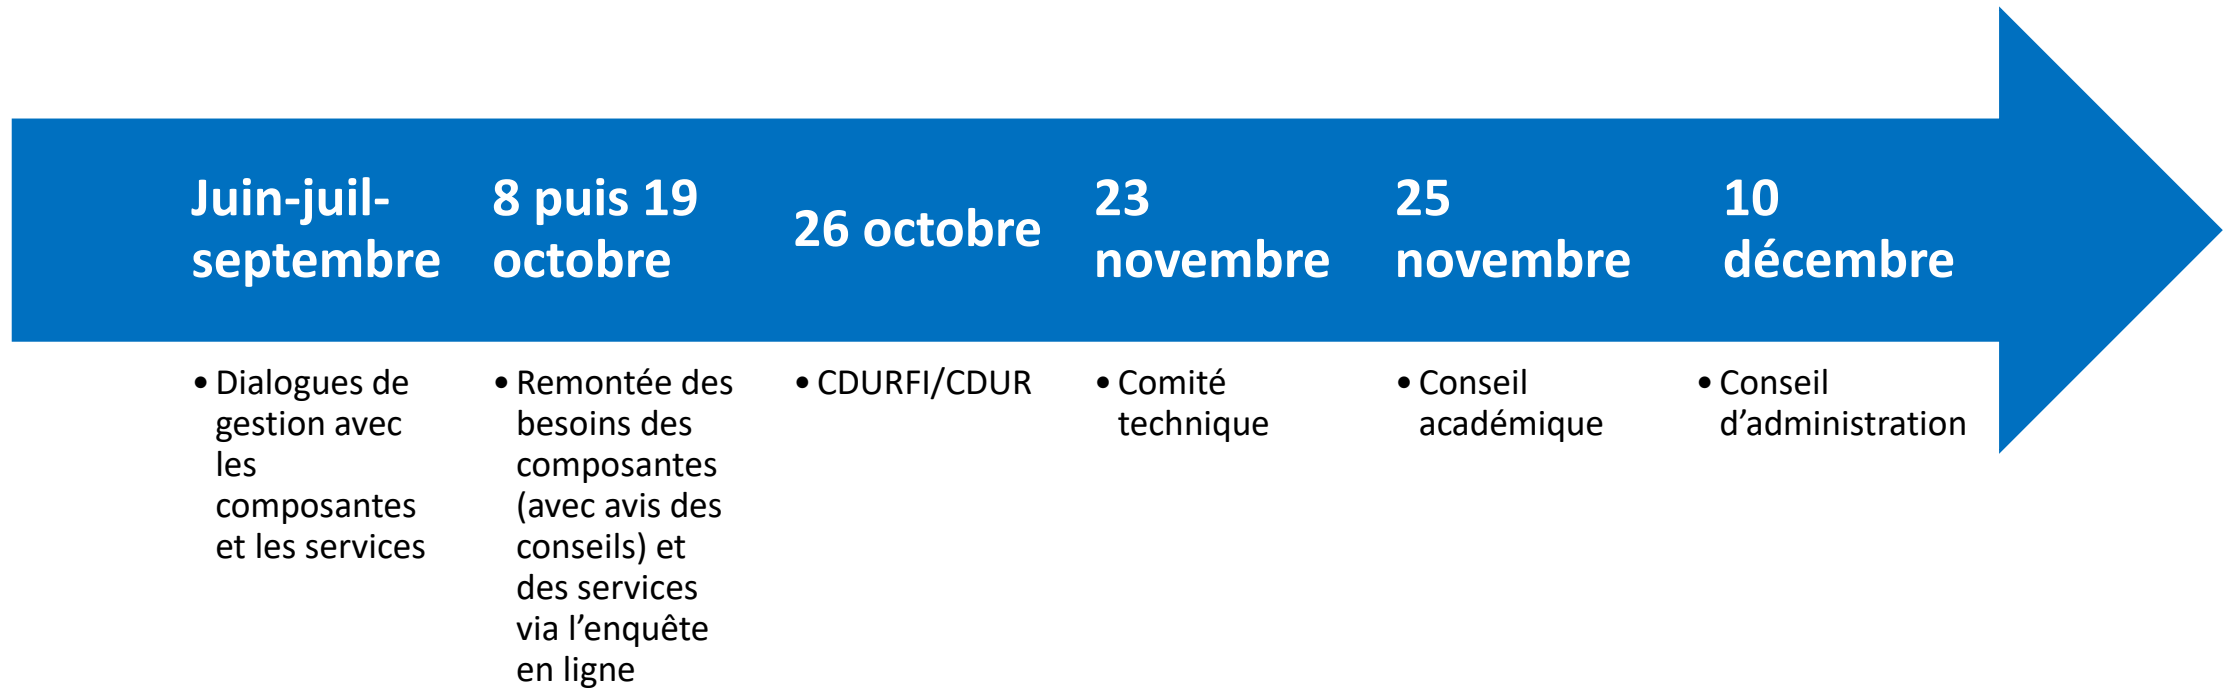 Juin-juil-
septembre
8 puis 19
octobre
26 octobre
23
novembre
25
novembre
10
décembre
• Dialogues de
gestion avec
les
composantes
et les services
• Remontée des
besoins des
composantes
(avec avis des
conseils) et
des services
via l’enquête
en ligne
• CDURFI/CDUR
• Comité
technique
• Conseil
académique
• Conseil
d’administration